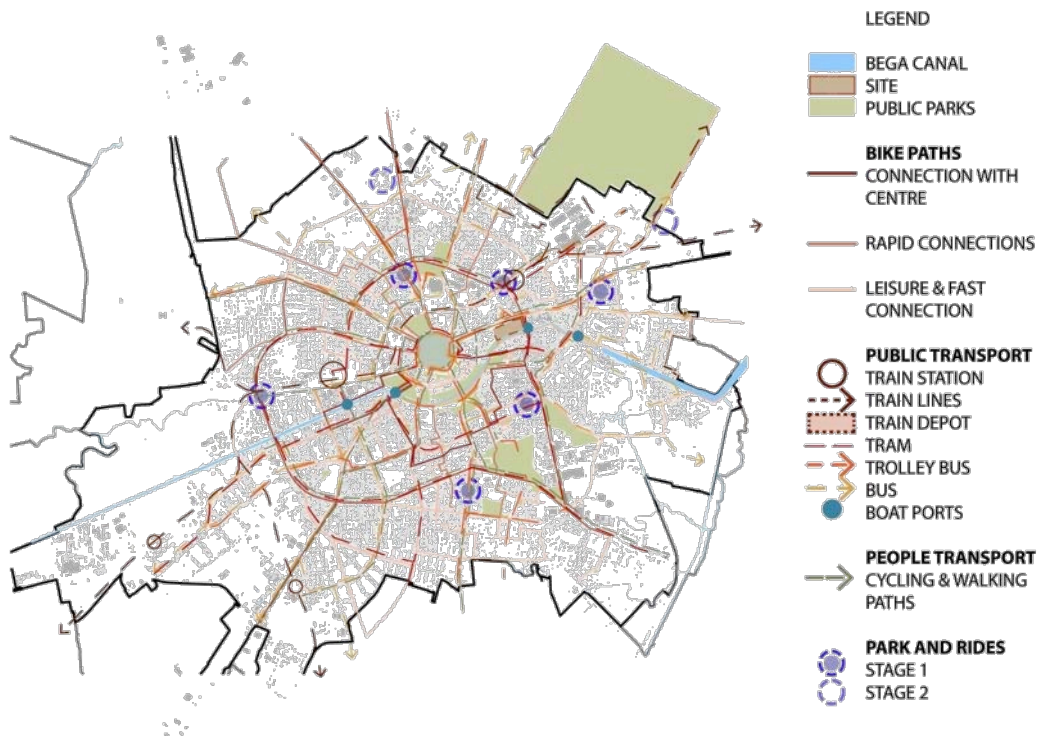 LEGEND
BEGA CANAL
SITE
PUBLIC PARKS
BIKE PATHS
CONNECTION WITH
CENTRE
RAPID CONNECTIONS
LEISURE & FAST
CONNECTION
PUBLIC TRANSPORT
TRAIN STATION
TRAIN LINES
TRAIN DEPOT
TRAM
TROLLEY BUS
BUS
BOAT PORTS
PEOPLE TRANSPORT
CYCLING & WALKING
PATHS
PARK AND RIDES
STAGE 1
STAGE 2